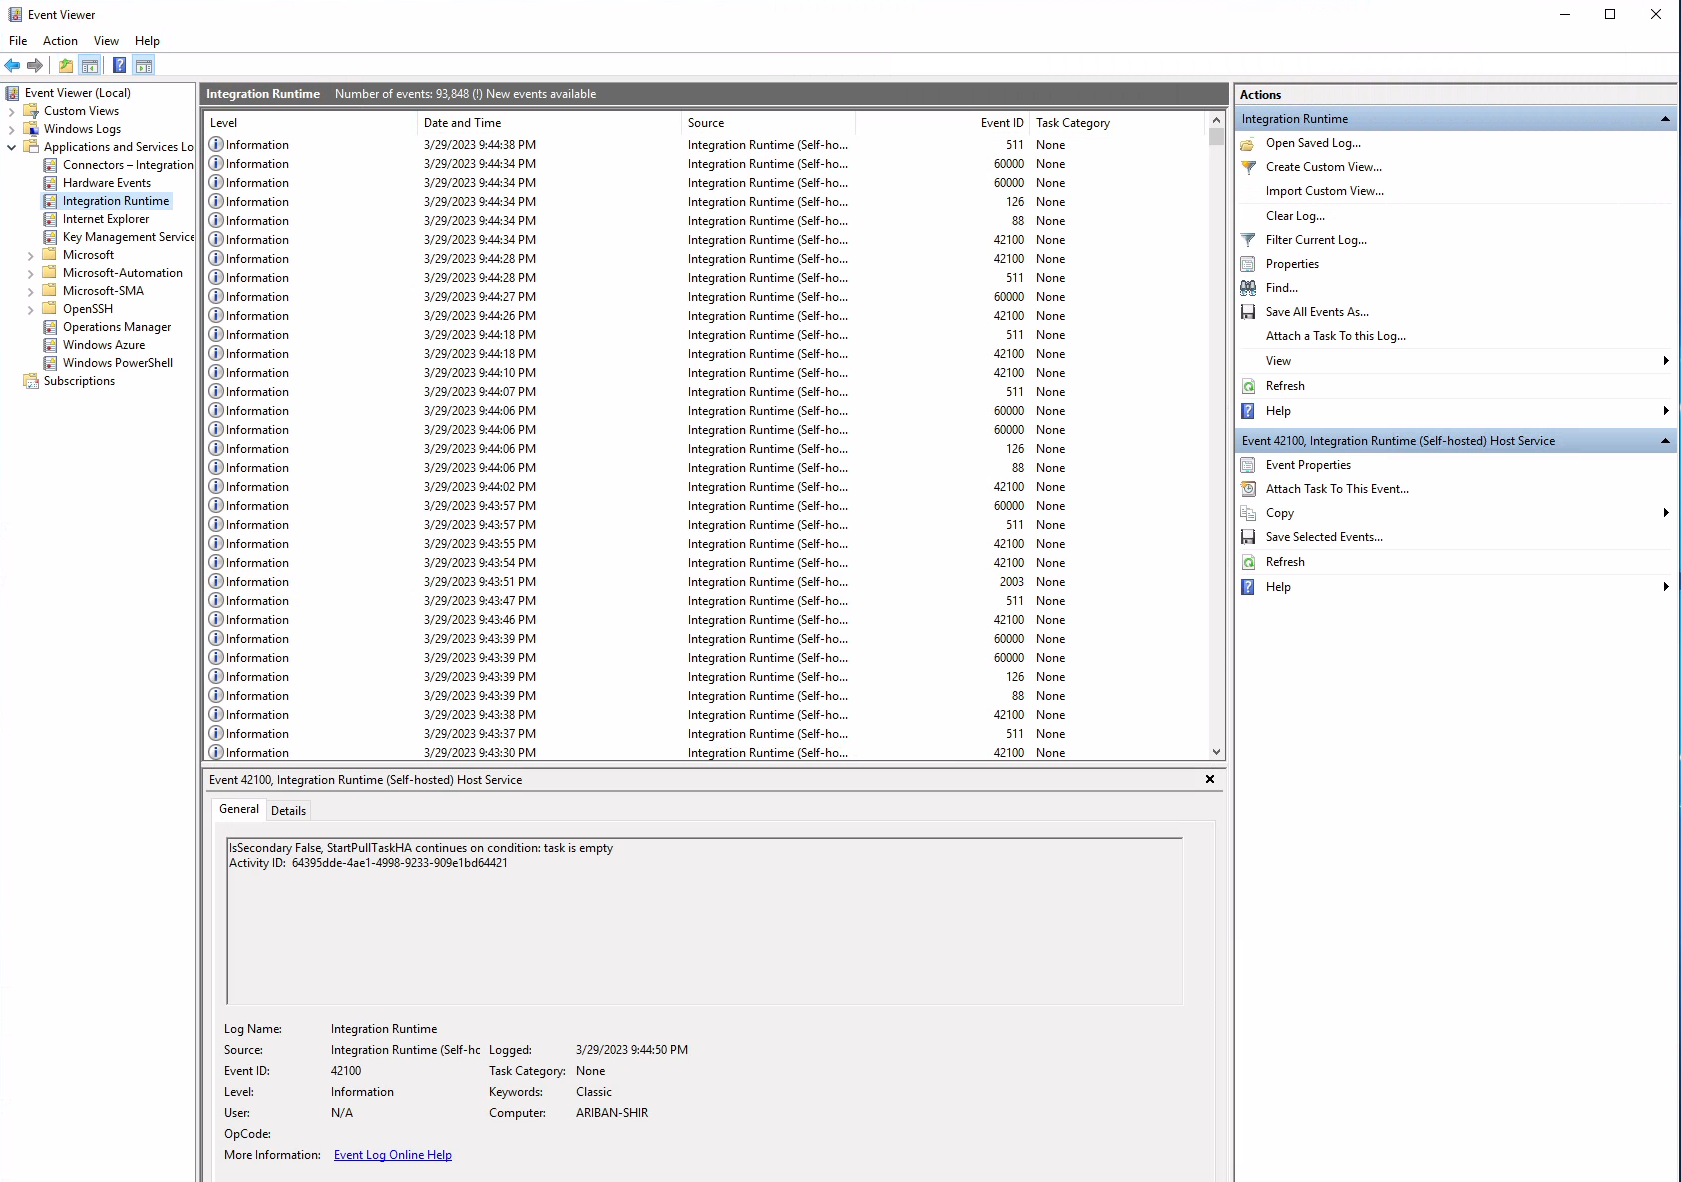 Event Viewer
File Action View Help
Event Viewer (Local)
Custom Views
Windows Logs
Applications and Services Lo
Connectors – Integration
Hardware Events
Integration Runtime
Internet Explorer
Key Management Service
Microsoft
Microsoft-Automation
Microsoft-SMA
OpenSSH
Operations Manager
Windows Azure
Windows PowerShell
Subscriptions
Integration Runtime Number of events: 93,848 (!) New events available
Level Date and Time Source Event ID Task Category
Information 3/29/2023 9:44:38 PM Integration Runtime (Self-ho... 511 None
Information 3/29/2023 9:44:34 PM Integration Runtime (Self-ho... 60000 None
Information 3/29/2023 9:44:34 PM Integration Runtime (Self-ho... 60000 None
Information 3/29/2023 9:44:34 PM Integration Runtime (Self-ho... 126 None
Information 3/29/2023 9:44:34 PM Integration Runtime (Self-ho... 88 None
Information 3/29/2023 9:44:34 PM Integration Runtime (Self-ho... 42100 None
Information 3/29/2023 9:44:28 PM Integration Runtime (Self-ho... 42100 None
Information 3/29/2023 9:44:28 PM Integration Runtime (Self-ho... 511 None
Information 3/29/2023 9:44:27 PM Integration Runtime (Self-ho... 60000 None
Information 3/29/2023 9:44:26 PM Integration Runtime (Self-ho... 42100 None
Information 3/29/2023 9:44:18 PM Integration Runtime (Self-ho... 511 None
Information 3/29/2023 9:44:18 PM Integration Runtime (Self-ho... 42100 None
Information 3/29/2023 9:44:10 PM Integration Runtime (Self-ho... 42100 None
Information 3/29/2023 9:44:07 PM Integration Runtime (Self-ho... 511 None
Information 3/29/2023 9:44:06 PM Integration Runtime (Self-ho... 60000 None
Information 3/29/2023 9:44:06 PM Integration Runtime (Self-ho... 60000 None
Information 3/29/2023 9:44:06 PM Integration Runtime (Self-ho... 126 None
Information 3/29/2023 9:44:06 PM Integration Runtime (Self-ho... 88 None
Information 3/29/2023 9:44:02 PM Integration Runtime (Self-ho... 42100 None
Information 3/29/2023 9:43:57 PM Integration Runtime (Self-ho... 60000 None
Information 3/29/2023 9:43:57 PM Integration Runtime (Self-ho... 511 None
Information 3/29/2023 9:43:55 PM Integration Runtime (Self-ho... 42100 None
Information 3/29/2023 9:43:54 PM Integration Runtime (Self-ho... 42100 None
Information 3/29/2023 9:43:51 PM Integration Runtime (Self-ho... 2003 None
Information 3/29/2023 9:43:47 PM Integration Runtime (Self-ho... 511 None
Information 3/29/2023 9:43:46 PM Integration Runtime (Self-ho... 42100 None
Information 3/29/2023 9:43:39 PM Integration Runtime (Self-ho... 60000 None
Information 3/29/2023 9:43:39 PM Integration Runtime (Self-ho... 60000 None
Information 3/29/2023 9:43:39 PM Integration Runtime (Self-ho... 126 None
Information 3/29/2023 9:43:39 PM Integration Runtime (Self-ho... 88 None
Information 3/29/2023 9:43:38 PM Integration Runtime (Self-ho... 42100 None
Information 3/29/2023 9:43:37 PM Integration Runtime (Self-ho... 511 None
Information 3/29/2023 9:43:30 PM Integration Runtime (Self-ho... 42100 None
Event 42100, Integration Runtime (Self-hosted) Host Service
General Details
IsSecondary False, StartPullTaskHA continues on condition: task is empty
Activity ID: 64395dde-4ae1-4998-9233-909e1bd64421
Log Name: Integration Runtime
Source: Integration Runtime (Self-hc Logged: 3/29/2023 9:44:50 PM
Event ID: 42100 Task Category: None
Level: Information Keywords: Classic
User: N/A Computer: ARIBAN-SHIR
OpCode:
More Information: Event Log Online Help
Actions
Integration Runtime
Open Saved Log...
Create Custom View...
Import Custom View...
Clear Log...
Filter Current Log...
Properties
Find...
Save All Events As...
Attach a Task To this Log...
View
Refresh
Help
Event 42100, Integration Runtime (Self-hosted) Host Service
Event Properties
Attach Task To This Event...
Copy
Save Selected Events...
Refresh
Help